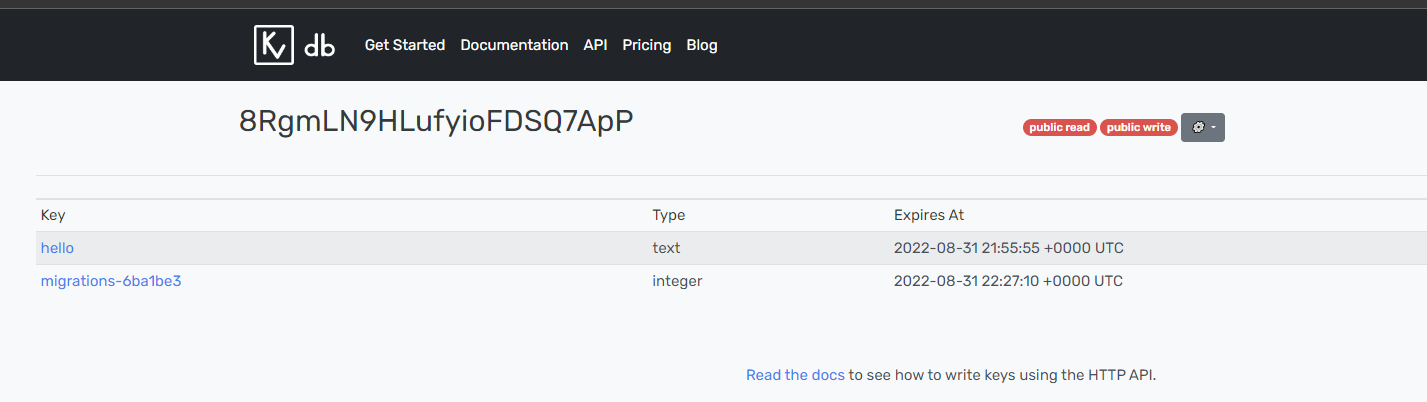 KV db Get Started Documentation API Pricing Blog
8RgmLN9HLufyioFDSQ7ApP
public read public write
Key Type Expires At
hello text 2022-08-31 21:55:55 +0000 UTC
migrations-6ba1be3 integer 2022-08-31 22:27:10 +0000 UTC
Read the docs to see how to write keys using the HTTP API.